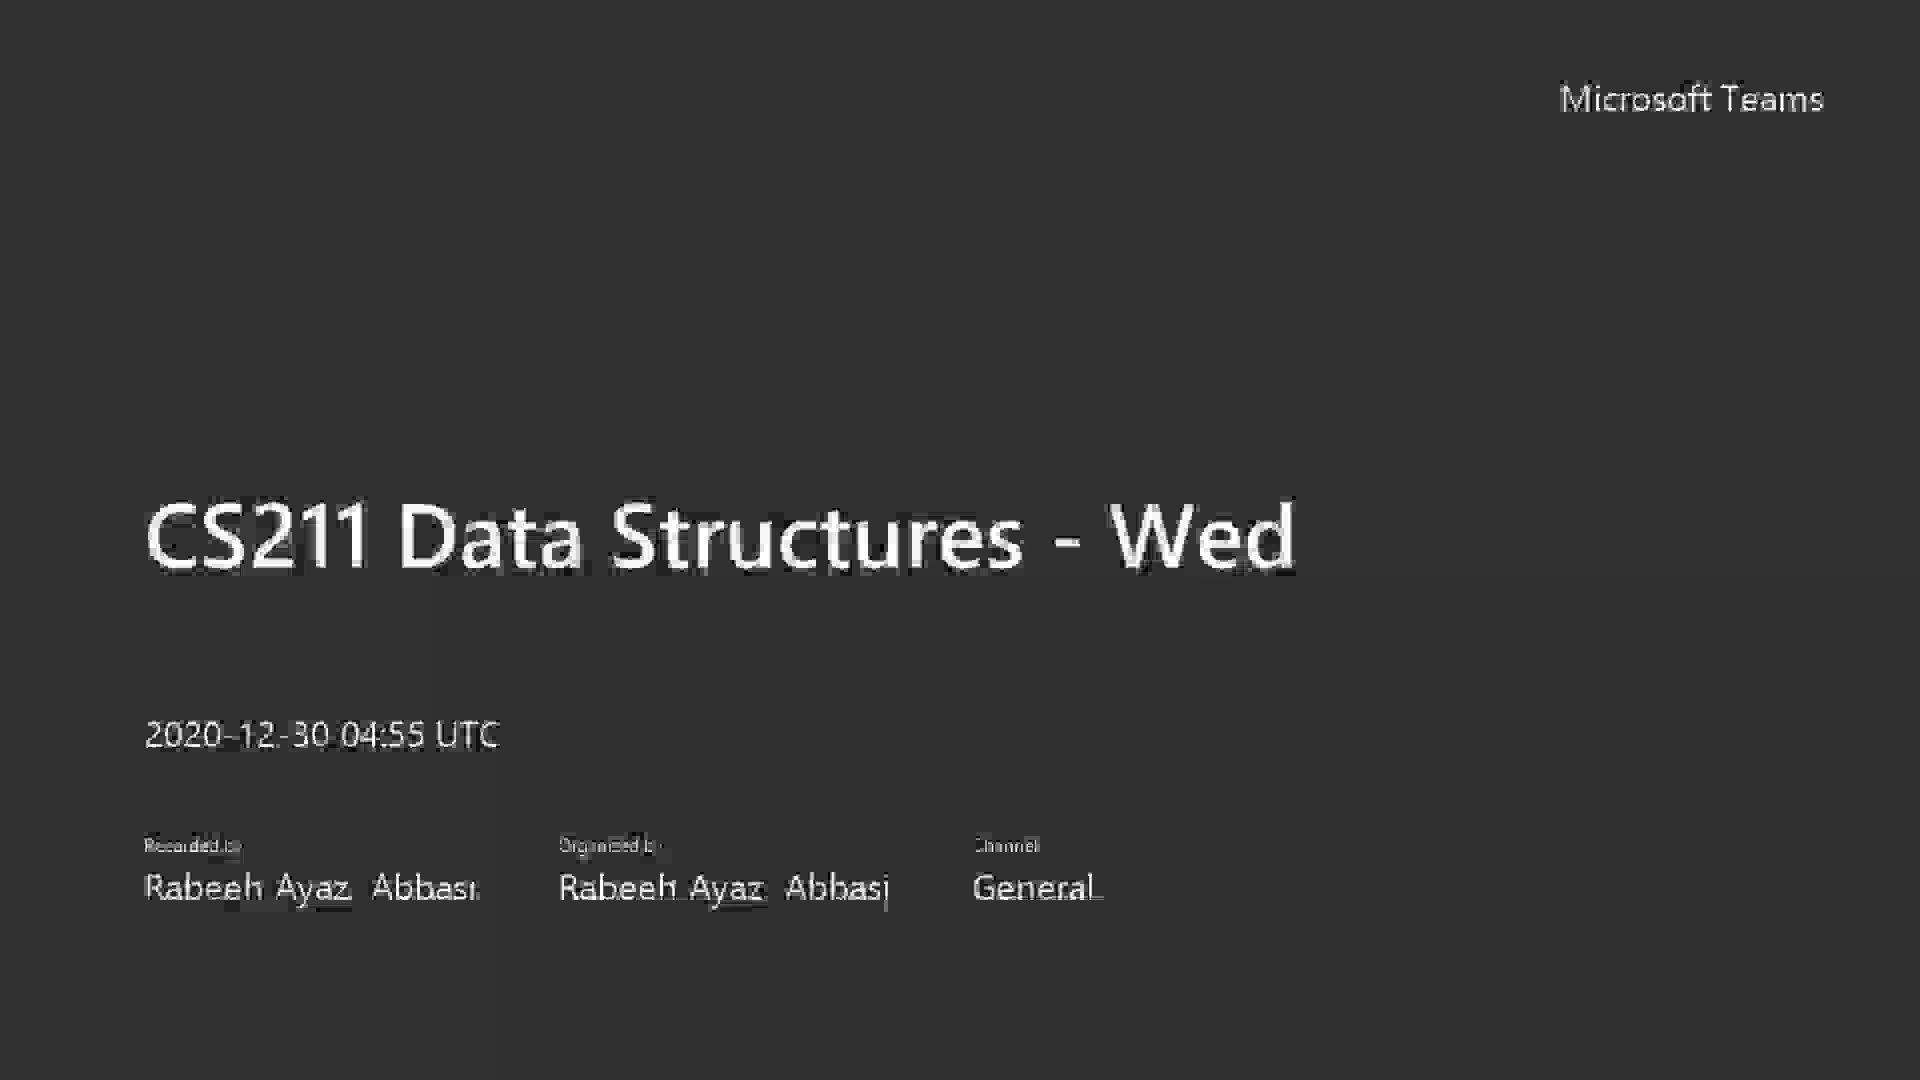 Microsoft Teams
CS211 Data Structures - Wed
2020-12-30 04:55 UTC
Recorded by
Organized by
Channel
Rabeeh Ayaz Abbasi
Rabeeh Ayaz Abbasi
General